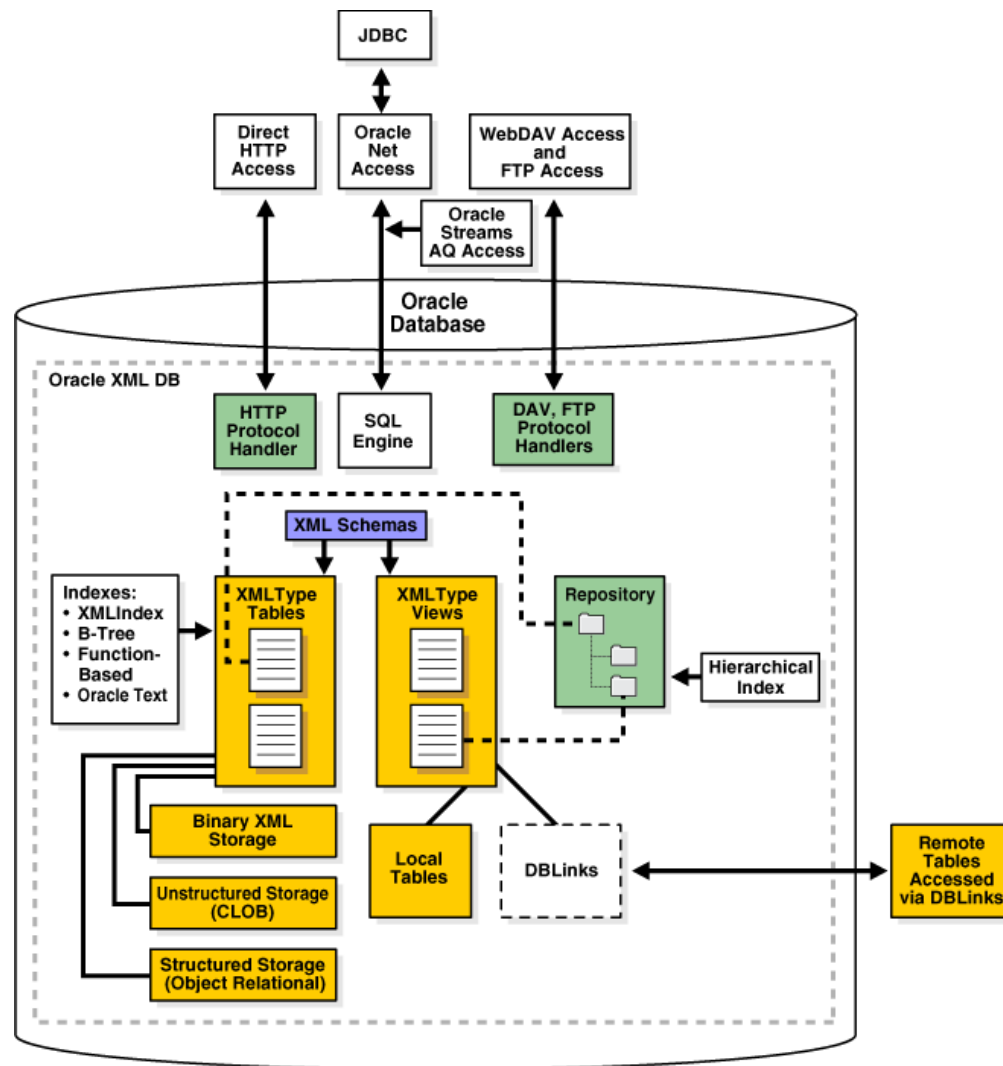 JDBC
Direct
HTTP
Access
Oracle
Net
Access
WebDAV Access
and
FTP Access
Oracle
Streams
AQ Access
Oracle
Database
Oracle XML DB
HTTP
Protocol
Handler
SQL
Engine
DAV, FTP
Protocol
Handlers
XML Schemas
Indexes:
• XMLIndex
• B-Tree
• Function-
Based
• Oracle Text
XMLType
Tables
XMLType
Views
Repository
Hierarchical
Index
Binary XML
Storage
Unstructured Storage
(CLOB)
Structured Storage
(Object Relational)
Local
Tables
DBLinks
Remote
Tables
Accessed
via DBLinks